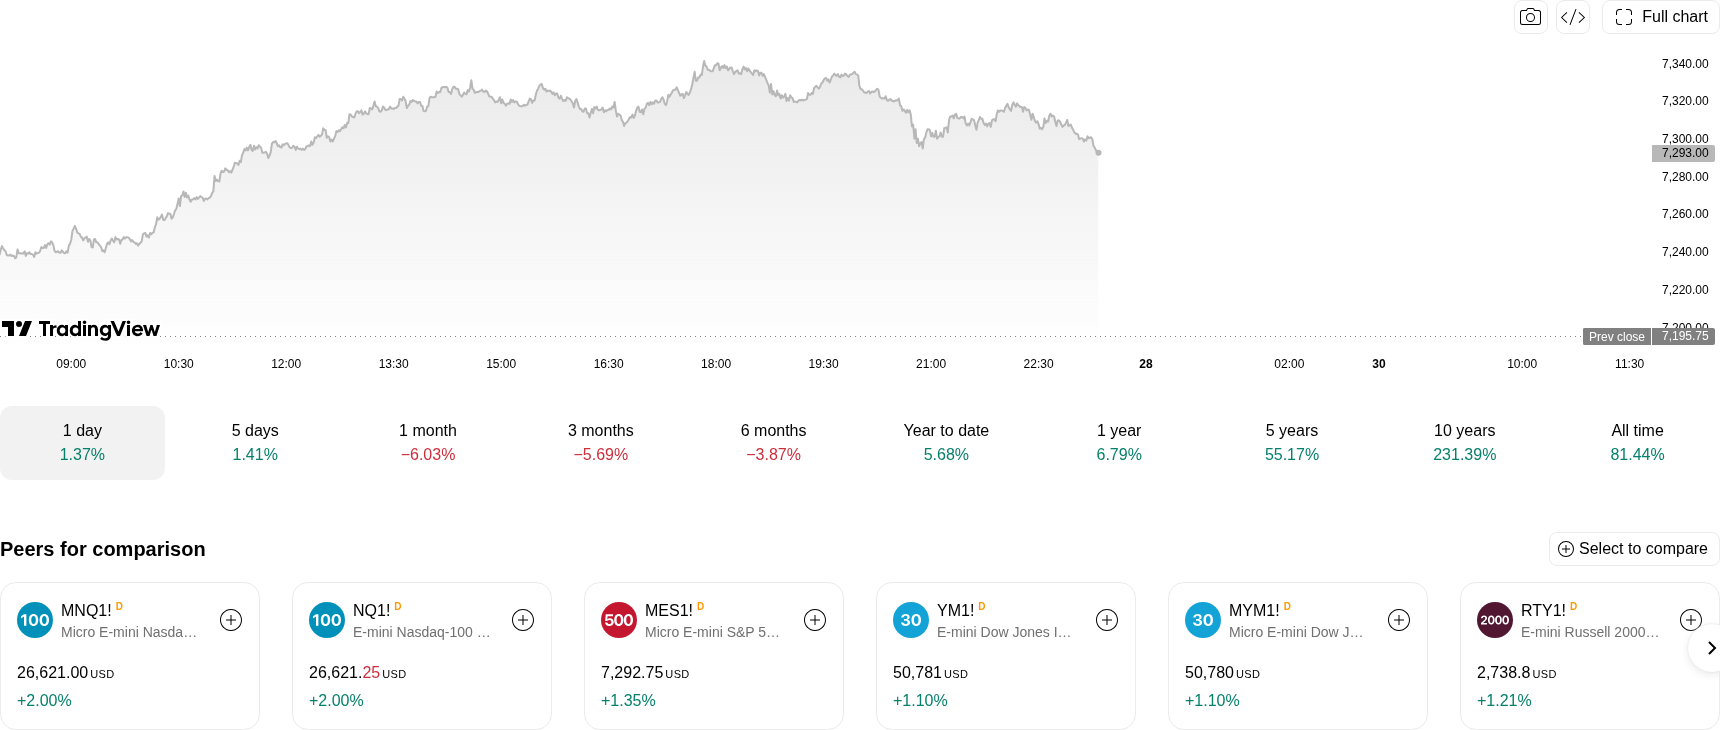 Full chart
7,340.00
7,320.00
7,300.00
7,293.00
7,280.00
7,260.00
7,240.00
7,220.00
7,200.00
TradingView
Prev close 7,195.75
09:00 10:30 12:00 13:30 15:00 16:30 18:00 19:30 21:00 22:30 28 02:00 30 10:00 11:30
1 day 5 days 1 month 3 months 6 months Year to date 1 year 5 years 10 years All time
1.37% 1.41% −6.03% −5.69% −3.87% 5.68% 6.79% 55.17% 231.39% 81.44%
Peers for comparison
Select to compare
100 MNQ1! D
Micro E-mini Nasda…
26,621.00 USD
+2.00%
100 NQ1! D
E-mini Nasdaq-100 …
26,621.25 USD
+2.00%
500 MES1! D
Micro E-mini S&P 5…
7,292.75 USD
+1.35%
30 YM1! D
E-mini Dow Jones I…
50,781 USD
+1.10%
30 MYM1! D
Micro E-mini Dow J…
50,780 USD
+1.10%
2000 RTY1! D
E-mini Russell 2000…
2,738.8 USD
+1.21%